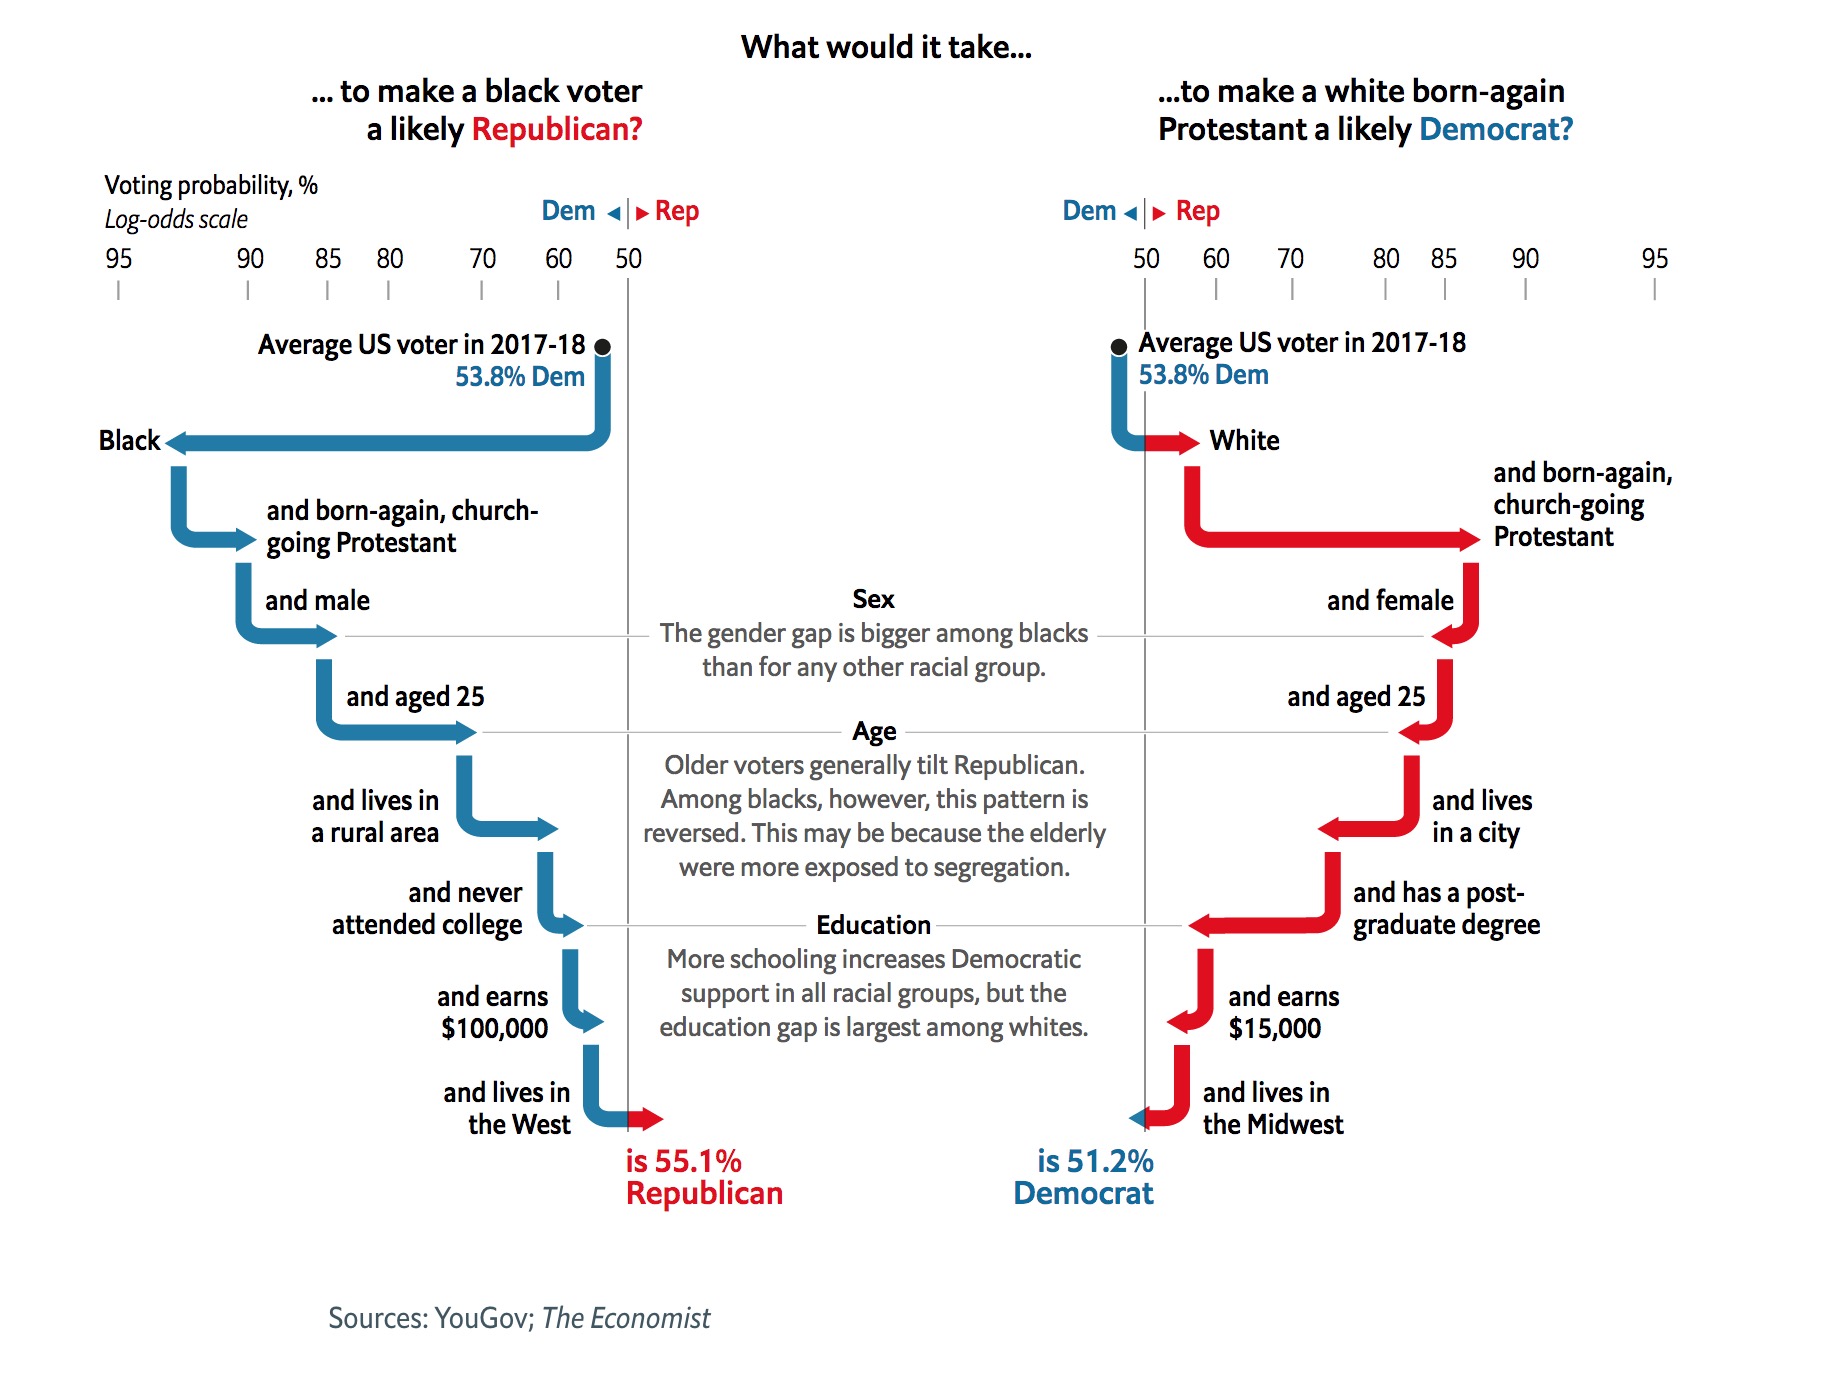 What would it take...
... to make a black voter
a likely Republican?
...to make a white born-again
Protestant a likely Democrat?
Voting probability, %
Log-odds scale
Dem ◄ ► Rep
Dem ◄ ► Rep
95 90 85 80 70 60 50
50 60 70 80 85 90 95
Average US voter in 2017-18
53.8% Dem
Average US voter in 2017-18
53.8% Dem
Black
White
and born-again, church-
going Protestant
and born-again,
church-going
Protestant
and male
and female
Sex
The gender gap is bigger among blacks
than for any other racial group.
and aged 25
and aged 25
Age
Older voters generally tilt Republican.
Among blacks, however, this pattern is
reversed. This may be because the elderly
were more exposed to segregation.
and lives in
a rural area
and lives
in a city
and never
attended college
and has a post-
graduate degree
Education
More schooling increases Democratic
support in all racial groups, but the
education gap is largest among whites.
and earns
$100,000
and earns
$15,000
and lives in
the West
and lives in
the Midwest
is 55.1%
Republican
is 51.2%
Democrat
Sources: YouGov; The Economist